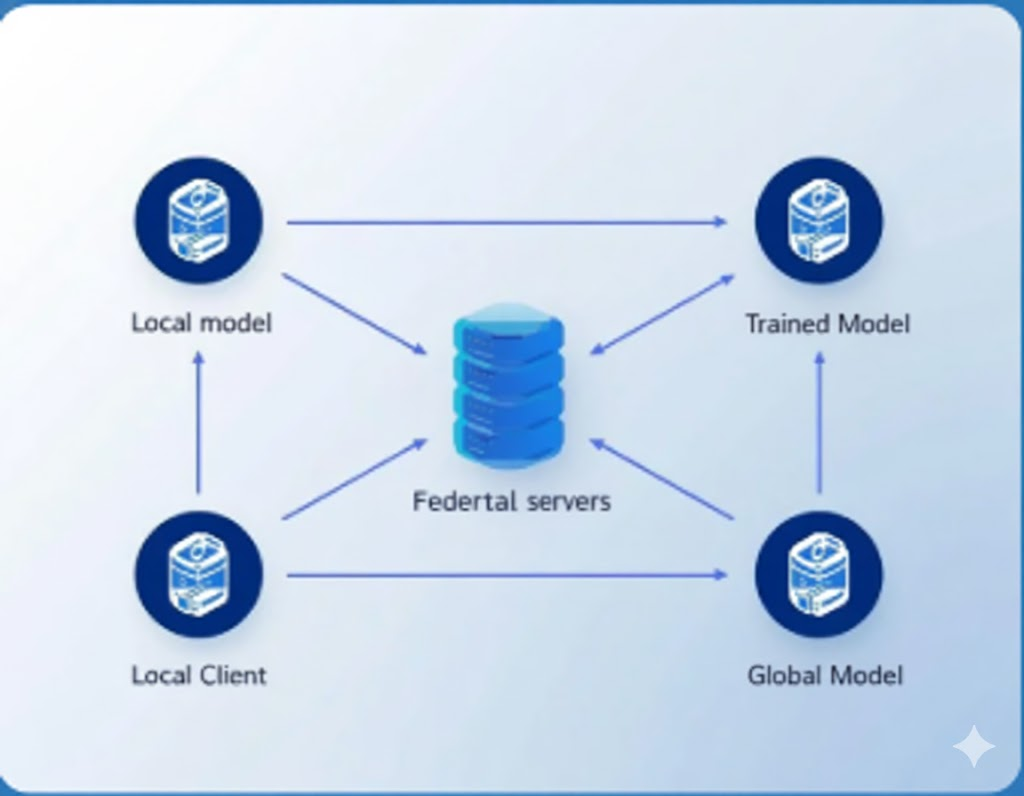 Local model
Trained Model
Federtal servers
Local Client
Global Model